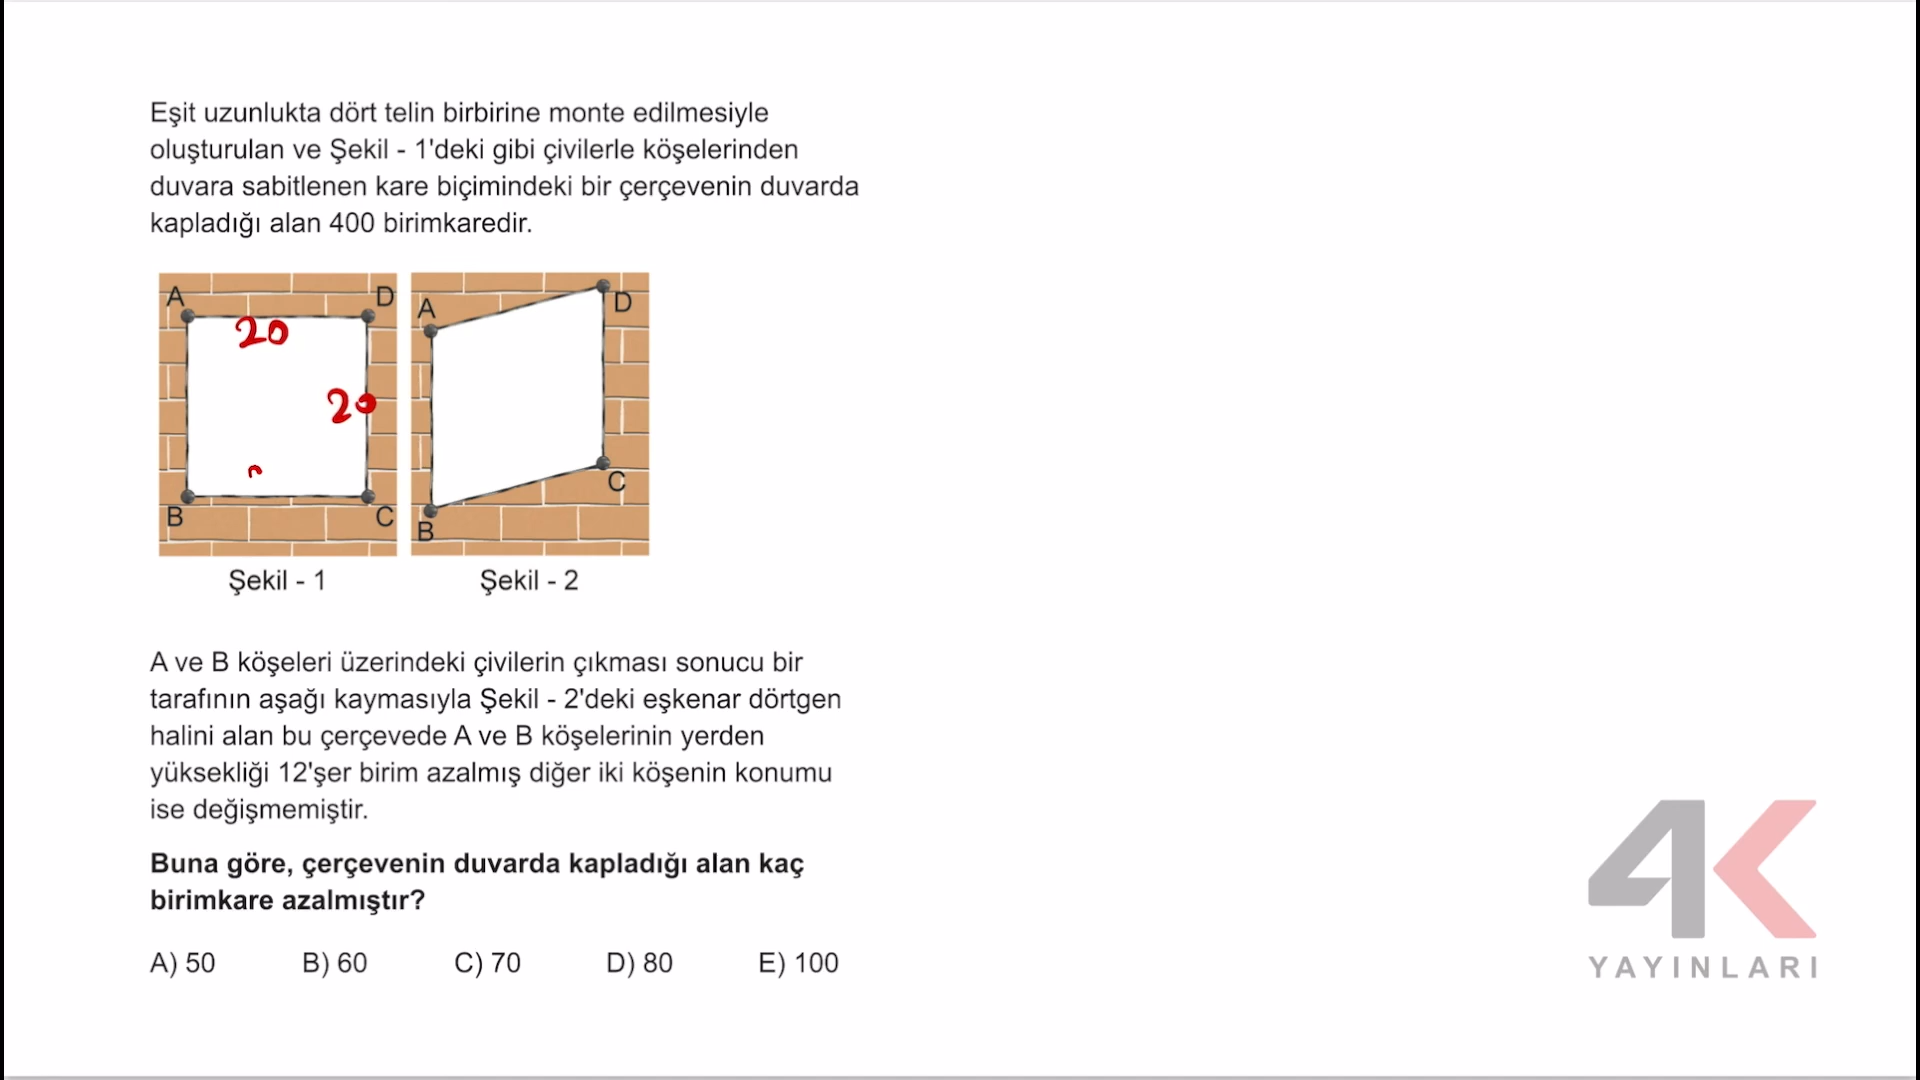 Eşit uzunlukta dört telin birbirine monte edilmesiyle
oluşturulan ve Şekil - 1'deki gibi çivilerle köşelerinden
duvara sabitlenen kare biçimindeki bir çerçevenin duvarda
kapladığı alan 400 birimkaredir.
A D
20
20
B C
A D
C
B
Şekil - 1 Şekil - 2
A ve B köşeleri üzerindeki çivilerin çıkması sonucu bir
tarafının aşağı kaymasıyla Şekil - 2'deki eşkenar dörtgen
halini alan bu çerçevede A ve B köşelerinin yerden
yüksekliği 12'şer birim azalmış diğer iki köşenin konumu
ise değişmemiştir.
Buna göre, çerçevenin duvarda kapladığı alan kaç
birimkare azalmıştır?
A) 50 B) 60 C) 70 D) 80 E) 100
4K
YAYINLARI